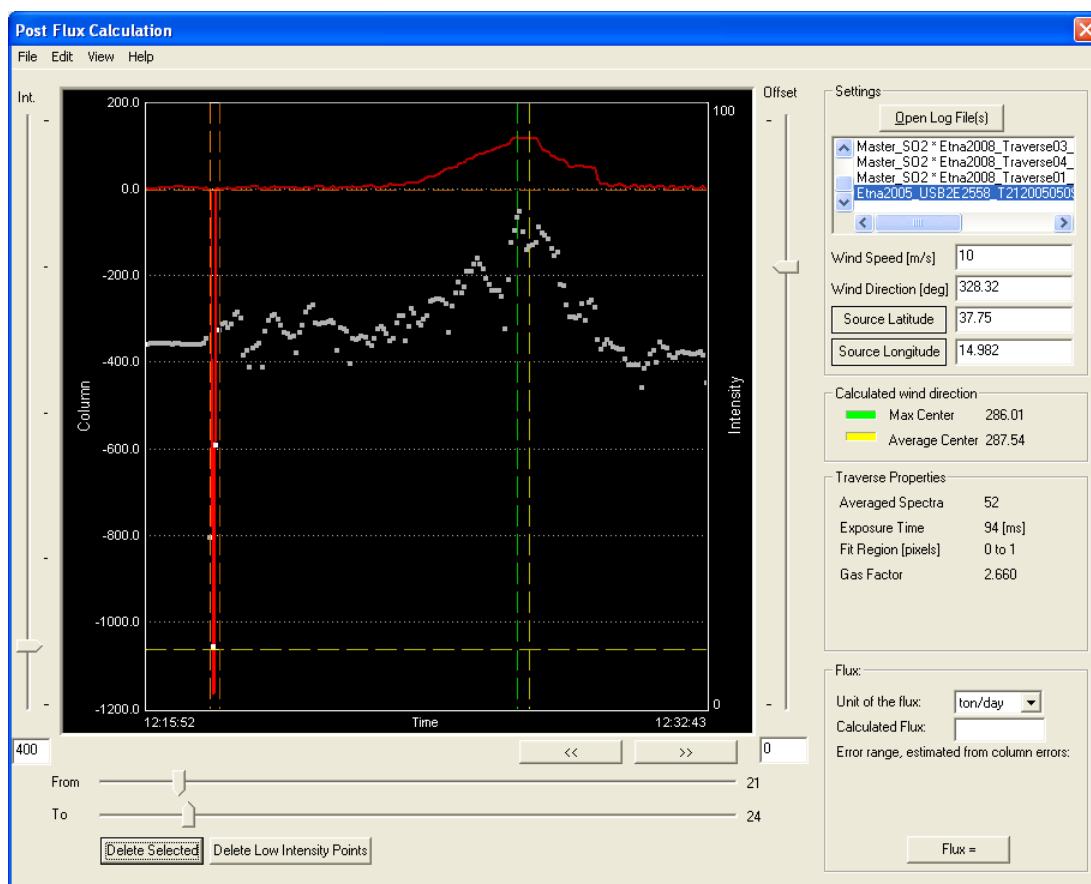 Post Flux Calculation
File Edit View Help
Int.
Offset
200.0
0.0
-200.0
-400.0
-600.0
-800.0
-1000.0
-1200.0
Column
100
Intensity
0
12:15:52 Time 12:32:43
400
<< >>
0
From 21
To 24
Delete Selected Delete Low Intensity Points
Settings
Open Log File(s)
Master_SO2 * Etna2008_Traverse03_
Master_SO2 * Etna2008_Traverse04_
Master_SO2 * Etna2008_Traverse01_
Etna2005_USB2E2558_T2120050509
Wind Speed [m/s] 10
Wind Direction [deg] 328.32
Source Latitude 37.75
Source Longitude 14.982
Calculated wind direction
Max Center 286.01
Average Center 287.54
Traverse Properties
Averaged Spectra 52
Exposure Time 94 [ms]
Fit Region [pixels] 0 to 1
Gas Factor 2.660
Flux:
Unit of the flux: ton/day
Calculated Flux:
Error range, estimated from column errors:
Flux =